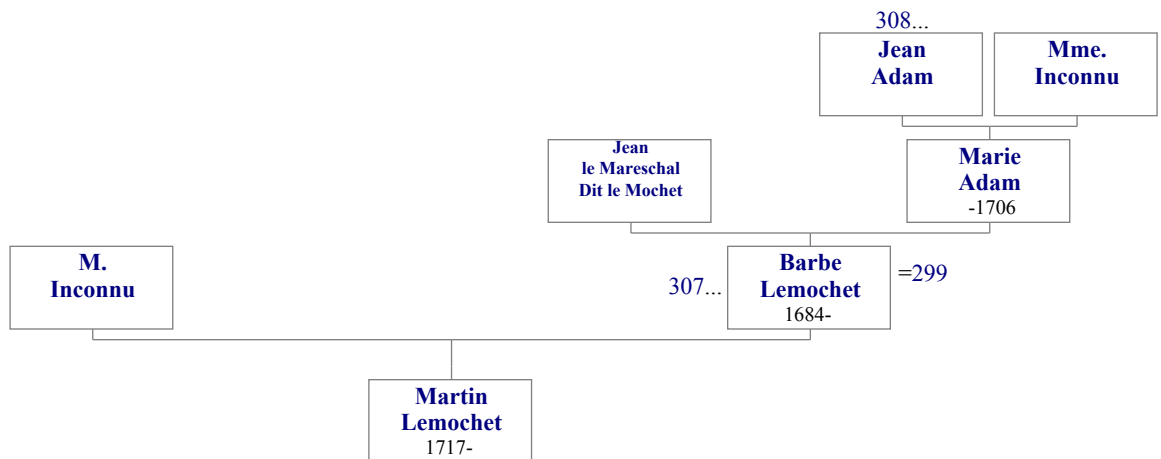 308...
Jean
Adam
Mme.
Inconnu
Jean
le Mareschal
Dit le Mochet
Marie
Adam
-1706
M.
Inconnu
307...
Barbe
Lemochet
1684-
=299
Martin
Lemochet
1717-